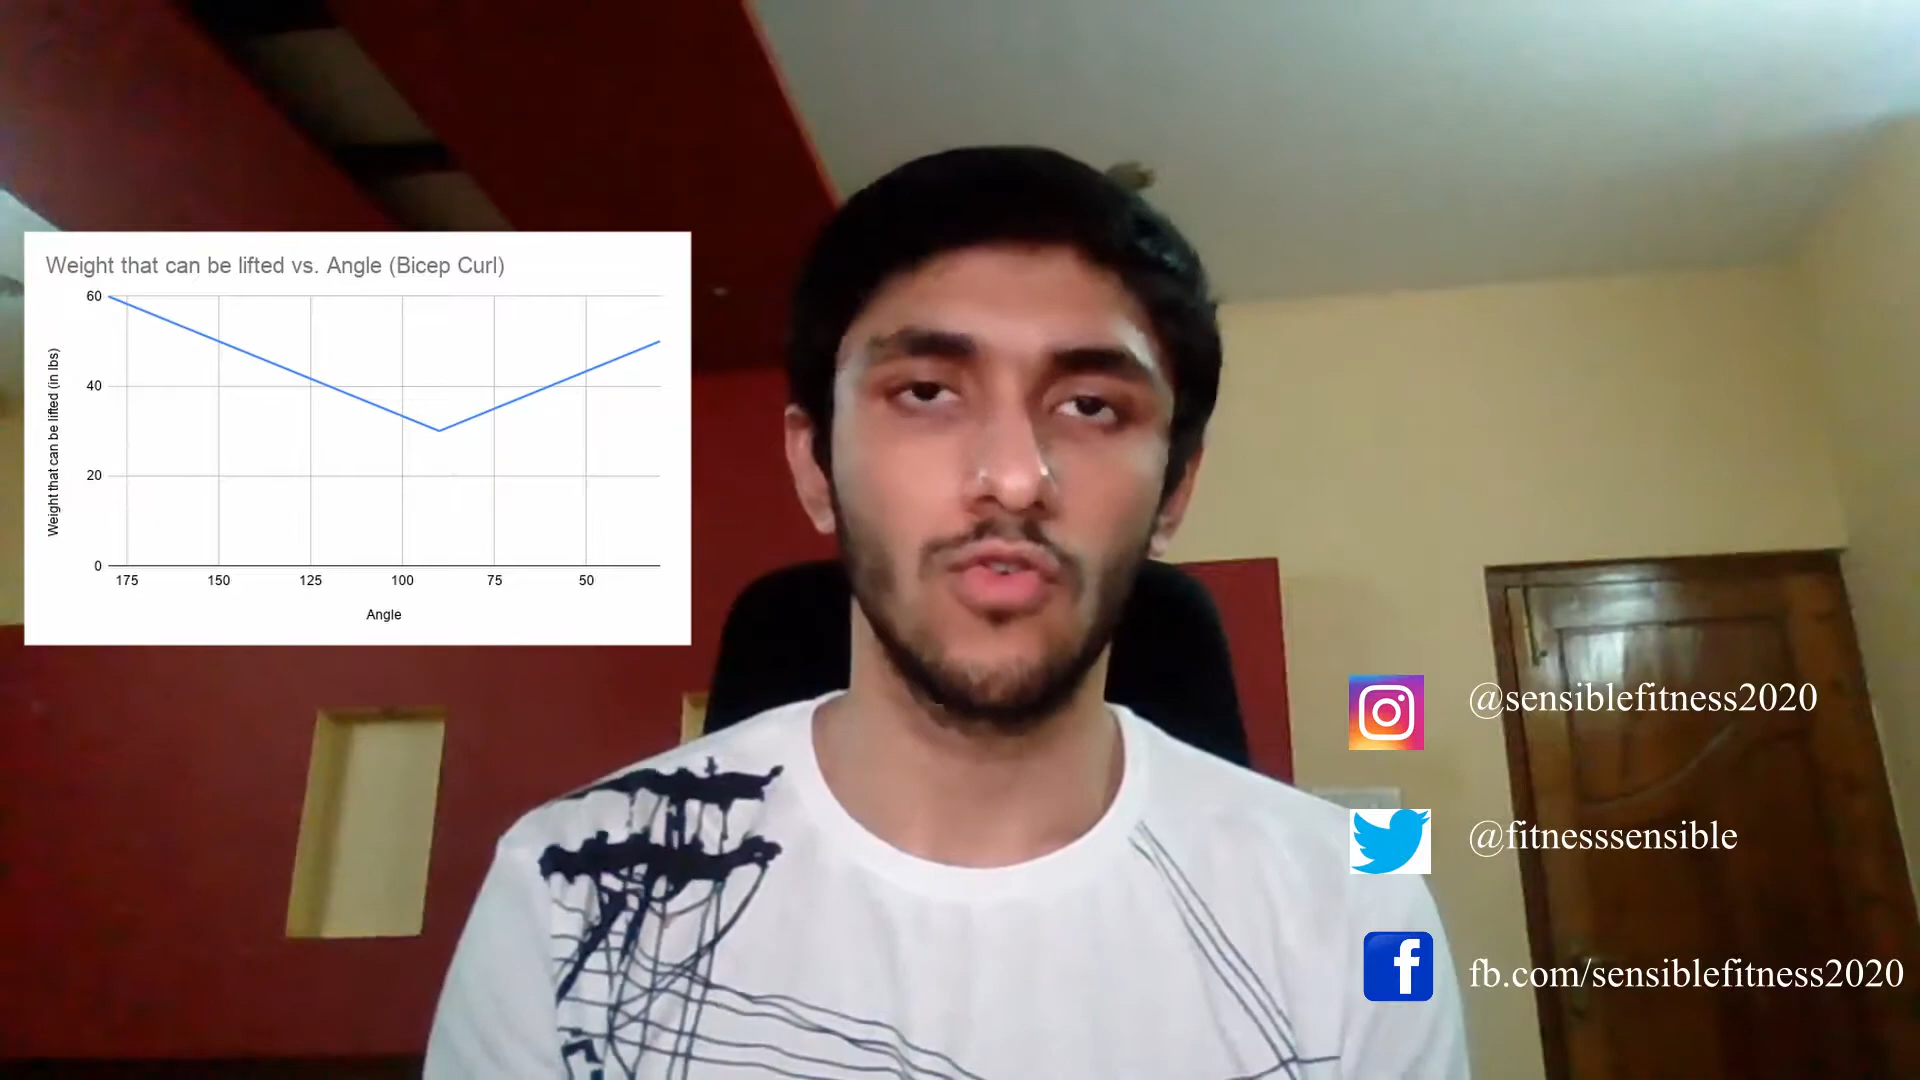 Weight that can be lifted vs. Angle (Bicep Curl)
Weight that can be lifted (in lbs)
60
40
20
0
175 150 125 100 75 50
Angle
@sensiblefitness2020
@fitnesssensible
fb.com/sensiblefitness2020